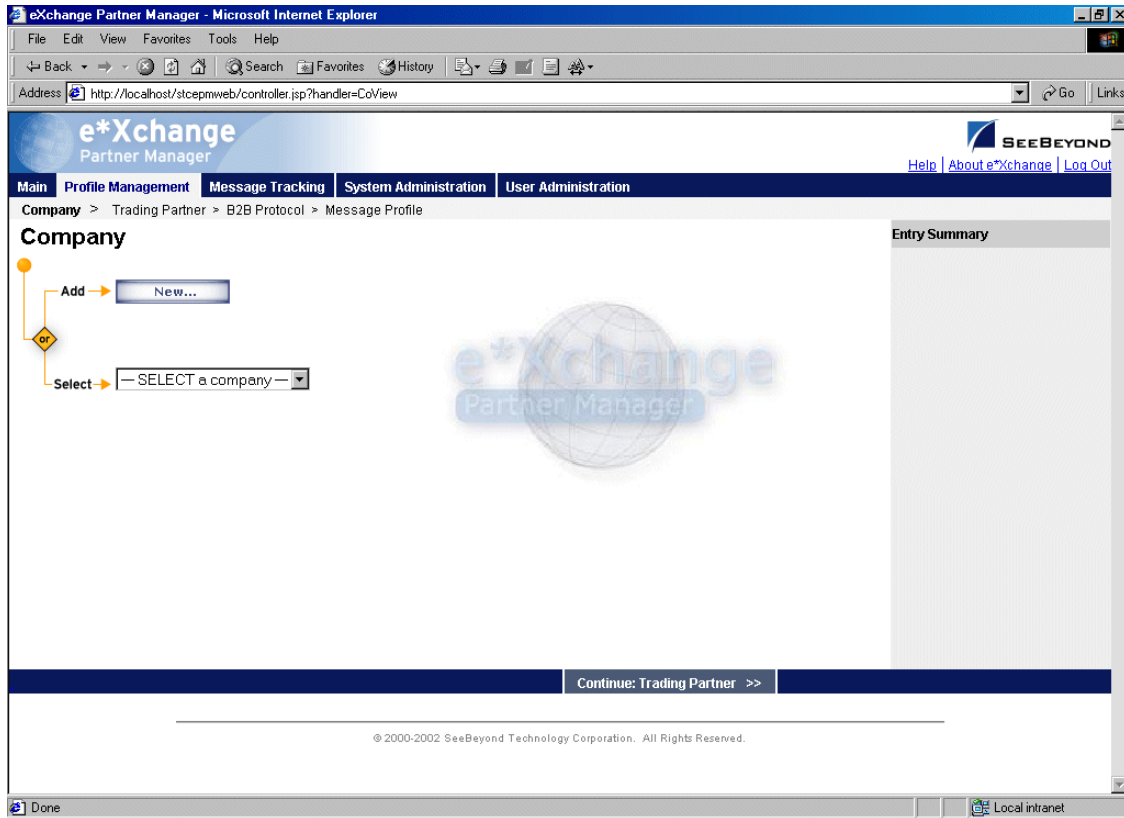 eXchange Partner Manager - Microsoft Internet Explorer
File Edit View Favorites Tools Help
Back Search Favorites History
Address http://localhost/stcepmweb/controller.jsp?handler=CoView Go Links
e*Xchange
Partner Manager
SEEBEYOND
Help | About e*Xchange | Log Out
Main Profile Management Message Tracking System Administration User Administration
Company > Trading Partner > B2B Protocol > Message Profile
Company
Entry Summary
Add New...
or
Select — SELECT a company —
e*Xchange
Partner Manager
Continue: Trading Partner >>
© 2000-2002 SeeBeyond Technology Corporation. All Rights Reserved.
Done Local intranet